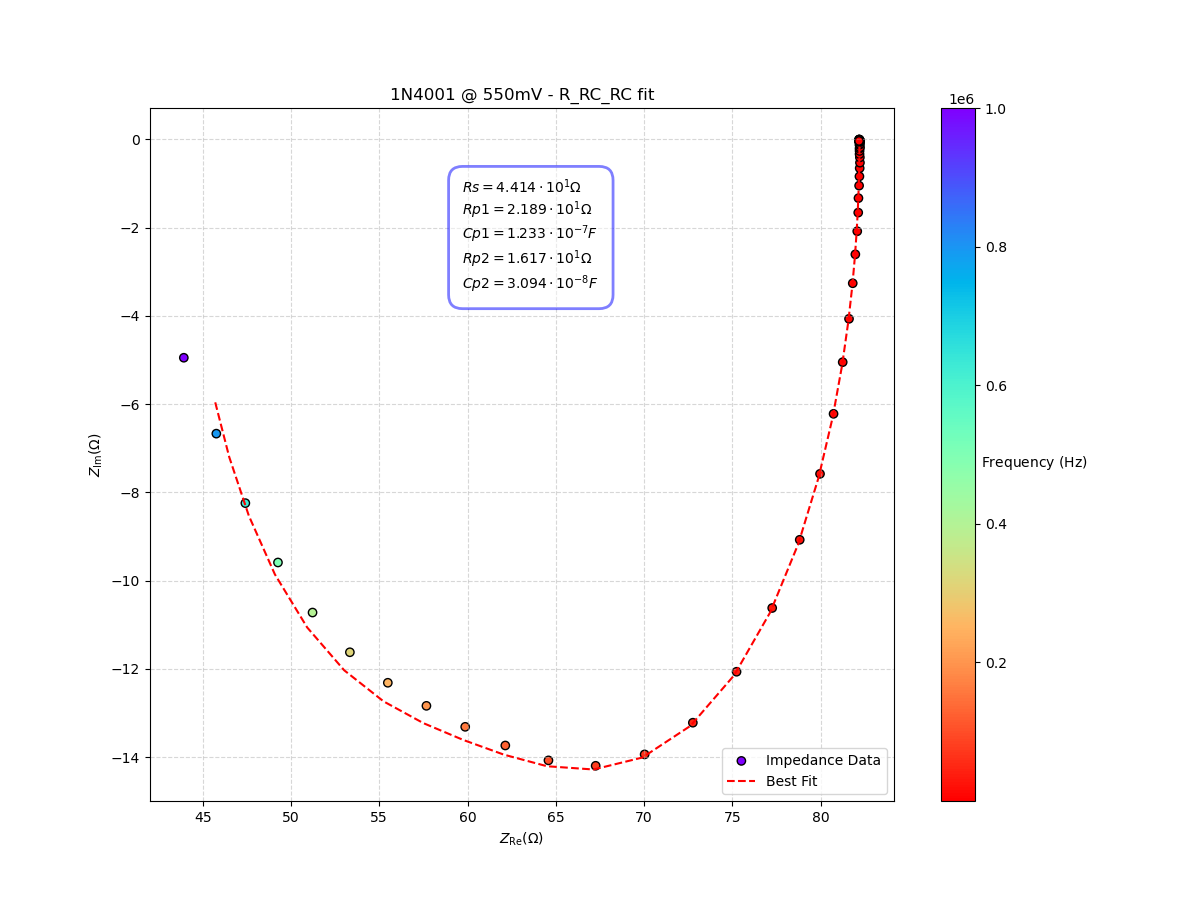 1N4001 @ 550mV - R_RC_RC fit
1e6
Rs = 4.414 · 10¹Ω
Rp1 = 2.189 · 10¹Ω
Cp1 = 1.233 · 10⁻⁷F
Rp2 = 1.617 · 10¹Ω
Cp2 = 3.094 · 10⁻⁸F
0
−2
−4
−6
−8
−10
−12
−14
Z_Im(Ω)
45 50 55 60 65 70 75 80
Z_Re(Ω)
Impedance Data
Best Fit
1.0
0.8
0.6
0.4
0.2
Frequency (Hz)